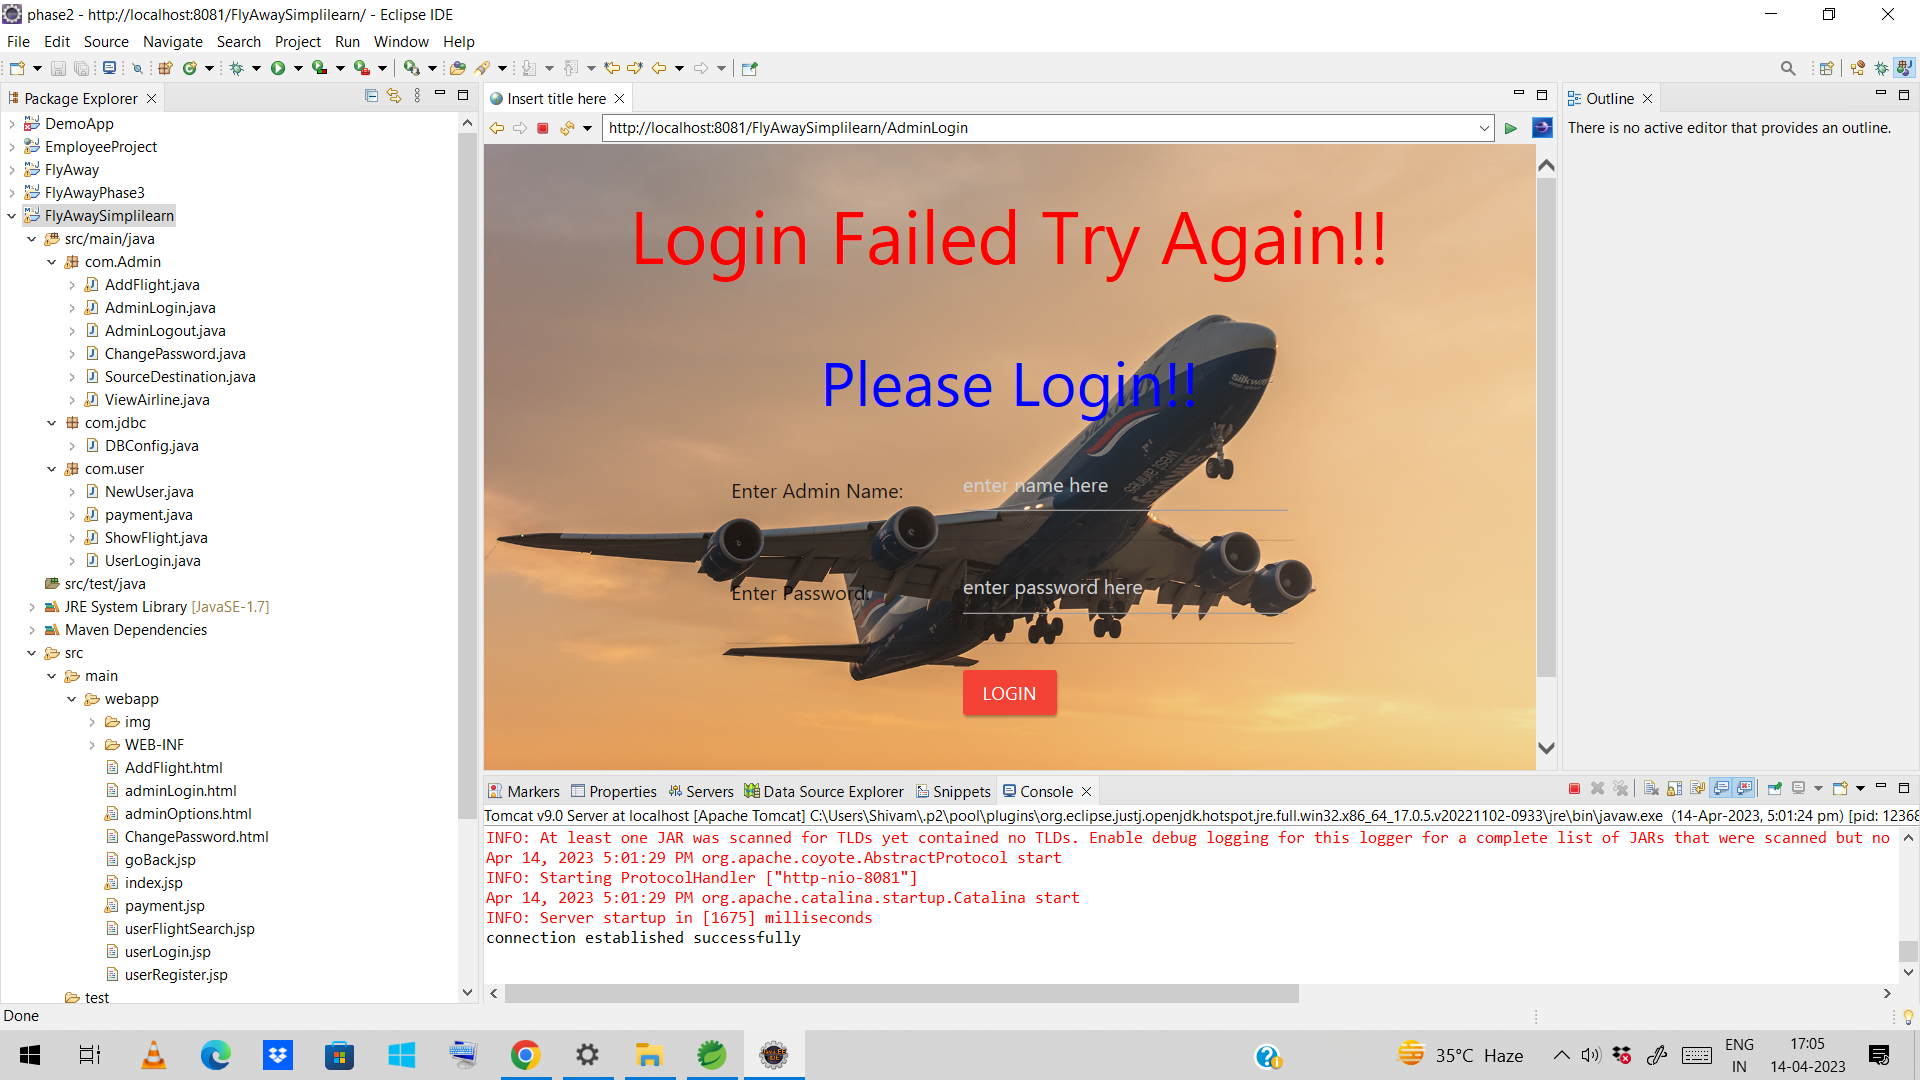 phase2 - http://localhost:8081/FlyAwaySimplilearn/ - Eclipse IDE
File Edit Source Navigate Search Project Run Window Help
Package Explorer
DemoApp
EmployeeProject
FlyAway
FlyAwayPhase3
FlyAwaySimplilearn
src/main/java
com.Admin
AddFlight.java
AdminLogin.java
AdminLogout.java
ChangePassword.java
SourceDestination.java
ViewAirline.java
com.jdbc
DBConfig.java
com.user
NewUser.java
payment.java
ShowFlight.java
UserLogin.java
src/test/java
JRE System Library [JavaSE-1.7]
Maven Dependencies
src
main
webapp
img
WEB-INF
AddFlight.html
adminLogin.html
adminOptions.html
ChangePassword.html
goBack.jsp
index.jsp
payment.jsp
userFlightSearch.jsp
userLogin.jsp
userRegister.jsp
test
Insert title here
http://localhost:8081/FlyAwaySimplilearn/AdminLogin
Login Failed Try Again!!
Please Login!!
Enter Admin Name: enter name here
Enter Password: enter password here
LOGIN
Outline
There is no active editor that provides an outline.
Markers Properties Servers Data Source Explorer Snippets Console
Tomcat v9.0 Server at localhost [Apache Tomcat] C:\Users\Shivam\.p2\pool\plugins\org.eclipse.justj.openjdk.hotspot.jre.full.win32.x86_64_17.0.5.v20221102-0933\jre\bin\javaw.exe (14-Apr-2023, 5:01:24 pm) [pid: 12368
INFO: At least one JAR was scanned for TLDs yet contained no TLDs. Enable debug logging for this logger for a complete list of JARs that were scanned but no
Apr 14, 2023 5:01:29 PM org.apache.coyote.AbstractProtocol start
INFO: Starting ProtocolHandler ["http-nio-8081"]
Apr 14, 2023 5:01:29 PM org.apache.catalina.startup.Catalina start
INFO: Server startup in [1675] milliseconds
connection established successfully
Done
35°C Haze
ENG
IN
17:05
14-04-2023